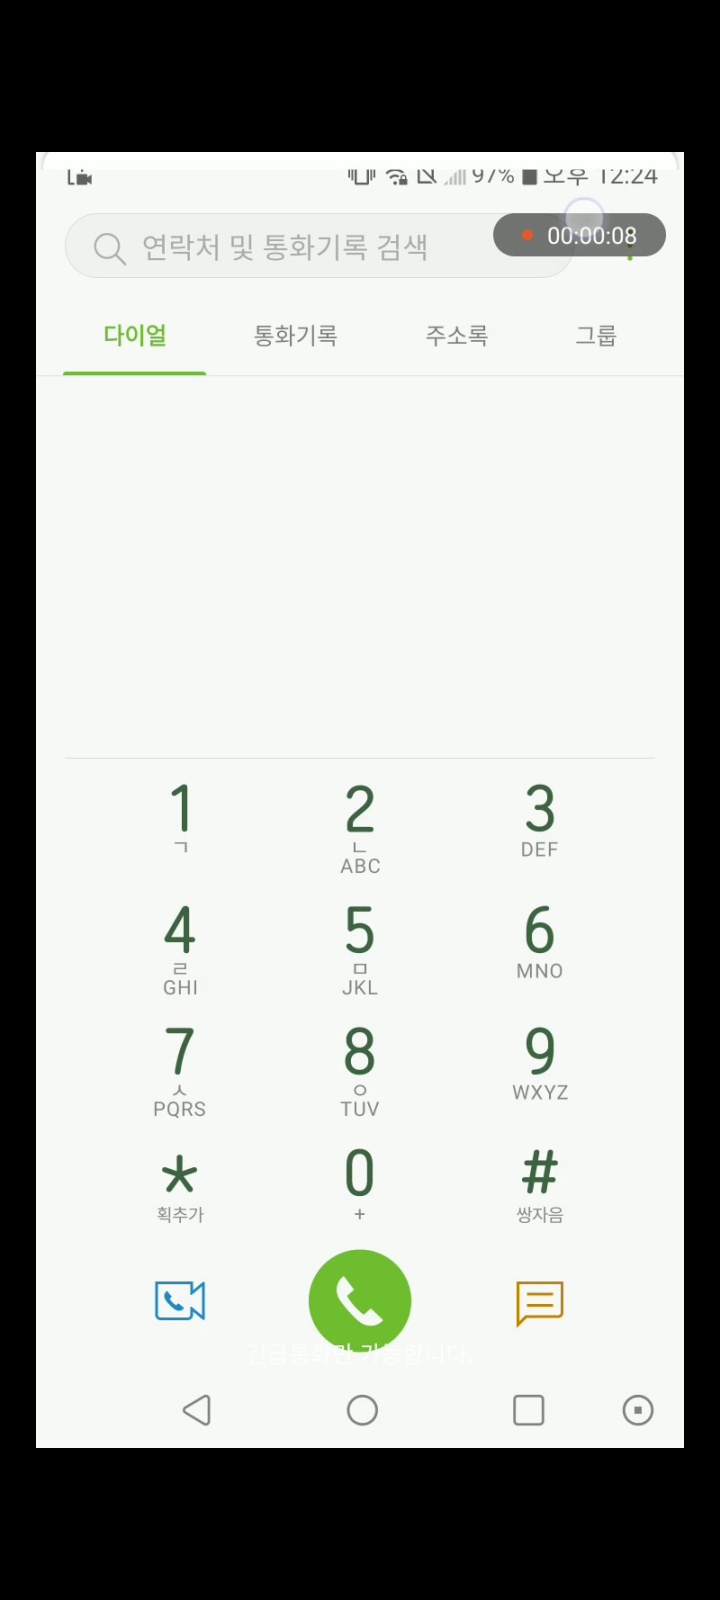 97% 오후 12:24
연락처 및 통화기록 검색
00:00:08
다이얼 통화기록 주소록 그룹
1 2 3
ㄱ ㄴ DEF
ABC
4 5 6
ㄹ ㅁ MNO
GHI JKL
7 8 9
ㅅ ㅇ WXYZ
PQRS TUV
* 0 #
획추가 + 쌍자음
긴급통화만 가능합니다.